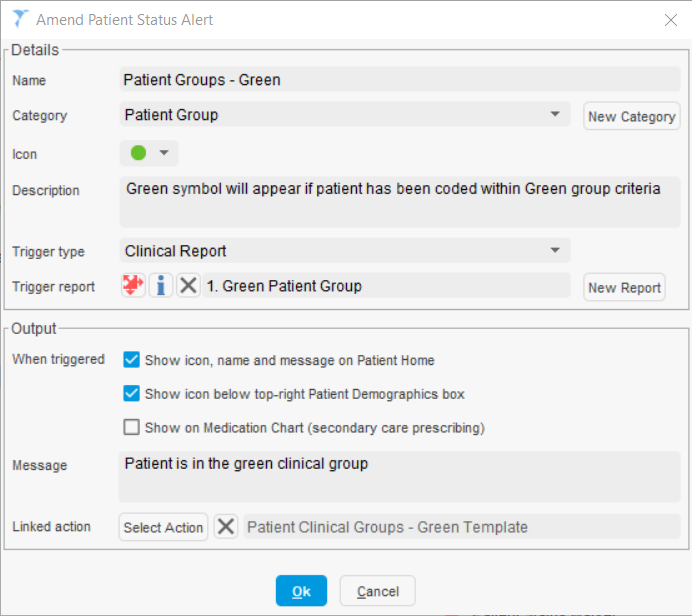 Amend Patient Status Alert
Details
Name
Patient Groups - Green
Category
Patient Group
New Category
Icon
Description
Green symbol will appear if patient has been coded within Green group criteria
Trigger type
Clinical Report
Trigger report
1. Green Patient Group
New Report
Output
When triggered
Show icon, name and message on Patient Home
Show icon below top-right Patient Demographics box
Show on Medication Chart (secondary care prescribing)
Message
Patient is in the green clinical group
Linked action
Select Action
Patient Clinical Groups - Green Template
Ok
Cancel